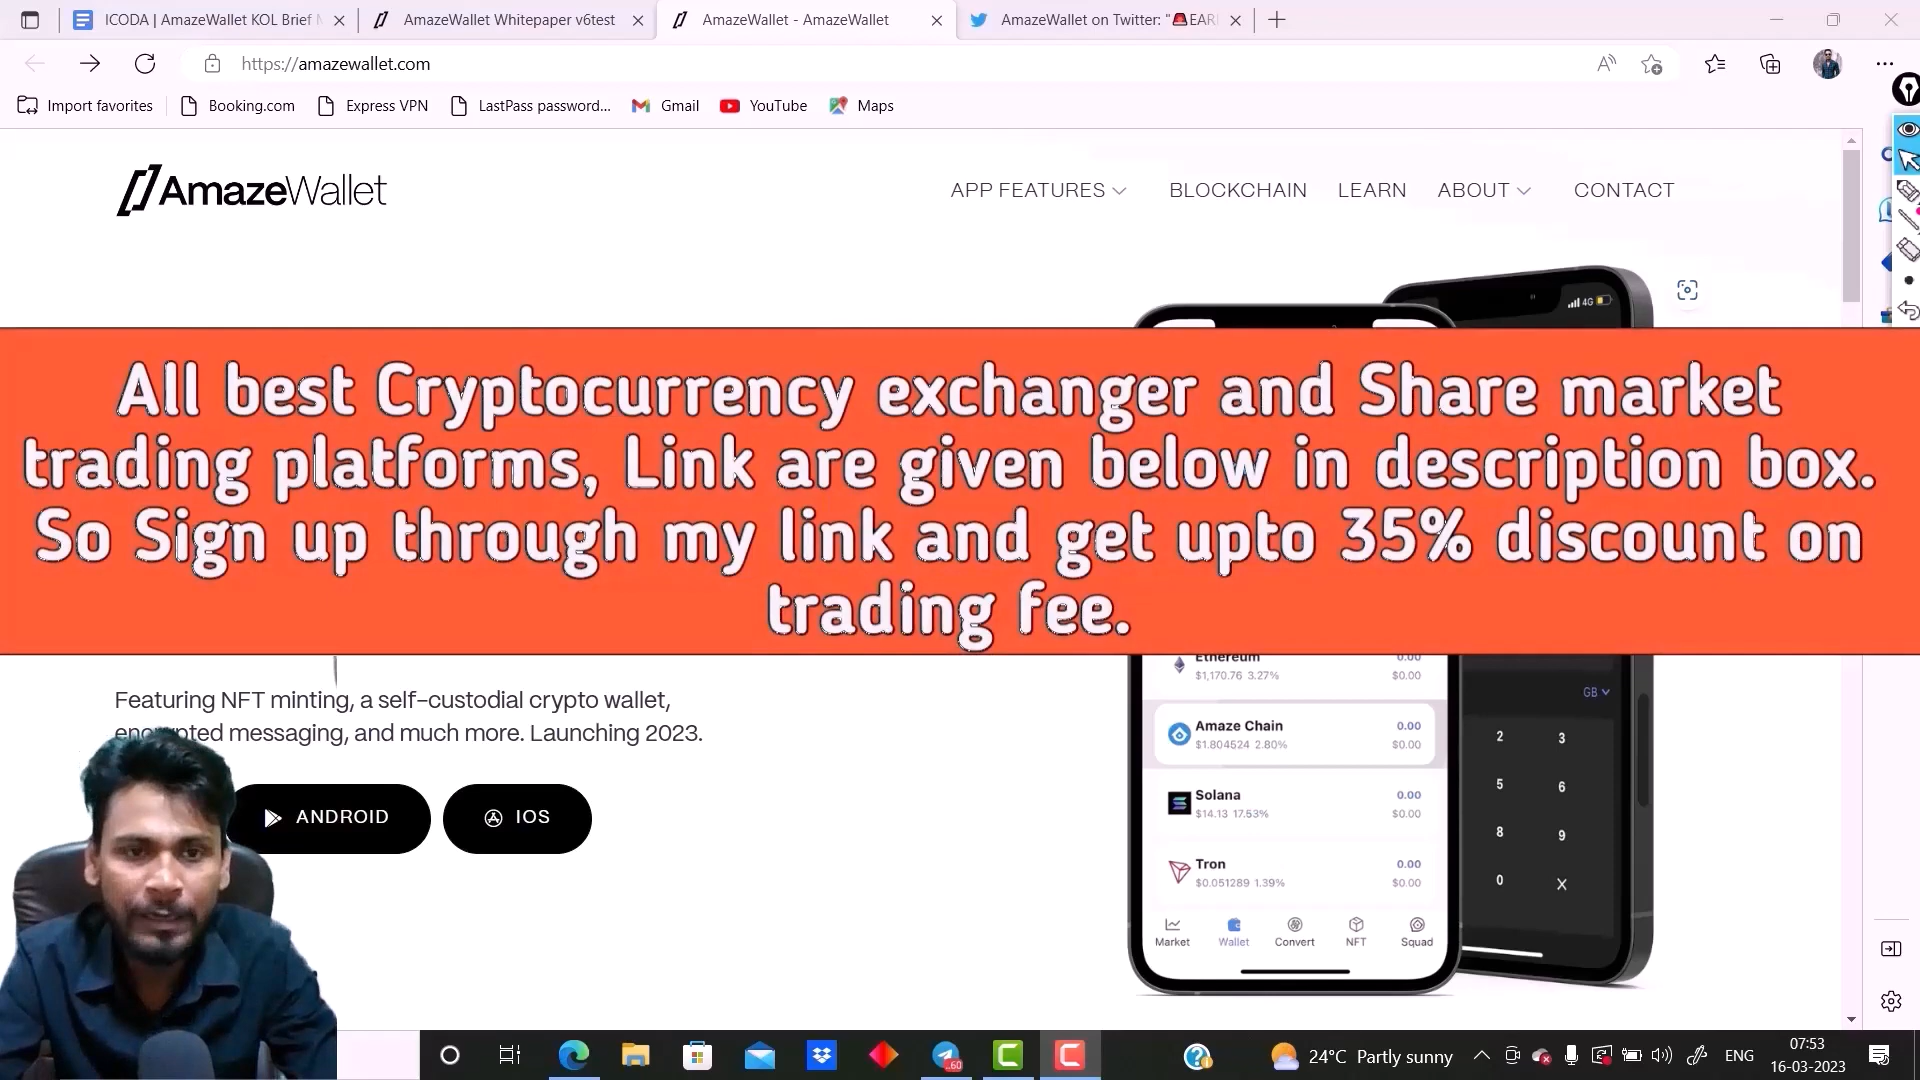 ICODA | AmazeWallet KOL Brief
AmazeWallet Whitepaper v6test
AmazeWallet - AmazeWallet
AmazeWallet on Twitter: "🚨EAR
https://amazewallet.com
Import favorites
Booking.com
Express VPN
LastPass password...
Gmail
YouTube
Maps
AmazeWallet
APP FEATURES
BLOCKCHAIN
LEARN
ABOUT
CONTACT
4G
All best Cryptocurrency exchanger and Share market
trading platforms, Link are given below in description box.
So Sign up through my link and get upto 35% discount on
trading fee.
Featuring NFT minting, a self-custodial crypto wallet,
encrypted messaging, and much more. Launching 2023.
ANDROID
IOS
Ethereum 0.00
$1,170.76 3.27% $0.00
Amaze Chain 0.00
$1.804524 2.80% $0.00
Solana 0.00
$14.13 17.53% $0.00
Tron 0.00
$0.051289 1.39% $0.00
Market
Wallet
Convert
NFT
Squad
GB
2 3
5 6
8 9
0 X
60
24°C Partly sunny
ENG
07:53
16-03-2023